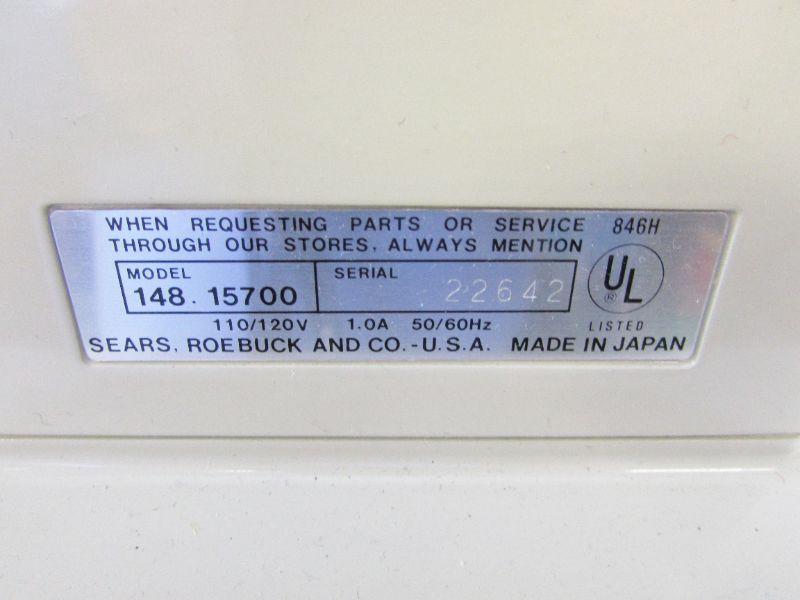 WHEN REQUESTING PARTS OR SERVICE 846H
THROUGH OUR STORES, ALWAYS MENTION
MODEL SERIAL
148.15700 22642
UL
®
110/120V 1.0A 50/60Hz LISTED
SEARS, ROEBUCK AND CO.-U.S.A. MADE IN JAPAN